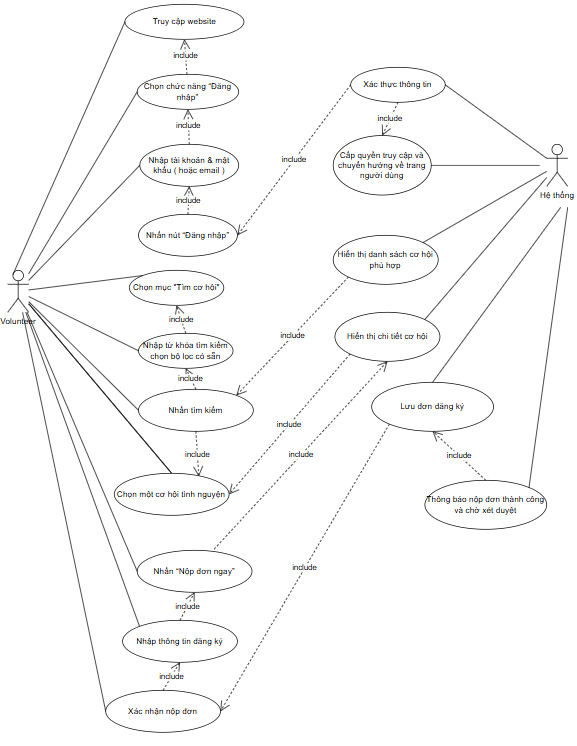 Truy cập website
include
Chọn chức năng “Đăng
nhập”
include
Nhập tài khoản & mật
khẩu ( hoặc email )
include
Nhấn nút “Đăng nhập”
include
Xác thực thông tin
include
Cấp quyền truy cập và
chuyển hướng về trang
người dùng
Hệ thống
Hiển thị danh sách cơ hội
phù hợp
Volunteer
Chọn mục "Tìm cơ hội"
include
Nhập từ khóa tìm kiếm
chọn bộ lọc có sẵn
include
Nhấn tìm kiếm
include
Hiển thị chi tiết cơ hội
include
Chọn một cơ hội tình nguyện
include
include
Lưu đơn đăng ký
include
Thông báo nộp đơn thành công
và chờ xét duyệt
Nhấn “Nộp đơn ngay”
include
include
Nhập thông tin đăng ký
include
Xác nhận nộp đơn